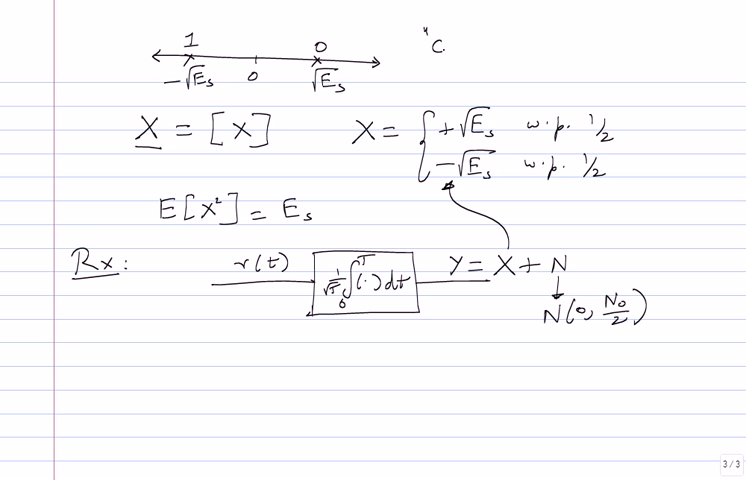 1 0 "C
-√Es 0 √Es
X = [X] X = { +√Es w.p. 1/2
-√Es w.p. 1/2
E[X²] = Es
Rx: r(t) 1/√T ∫₀ᵀ (·) dt Y = X + N
N(0, N₀/2)
3 / 3